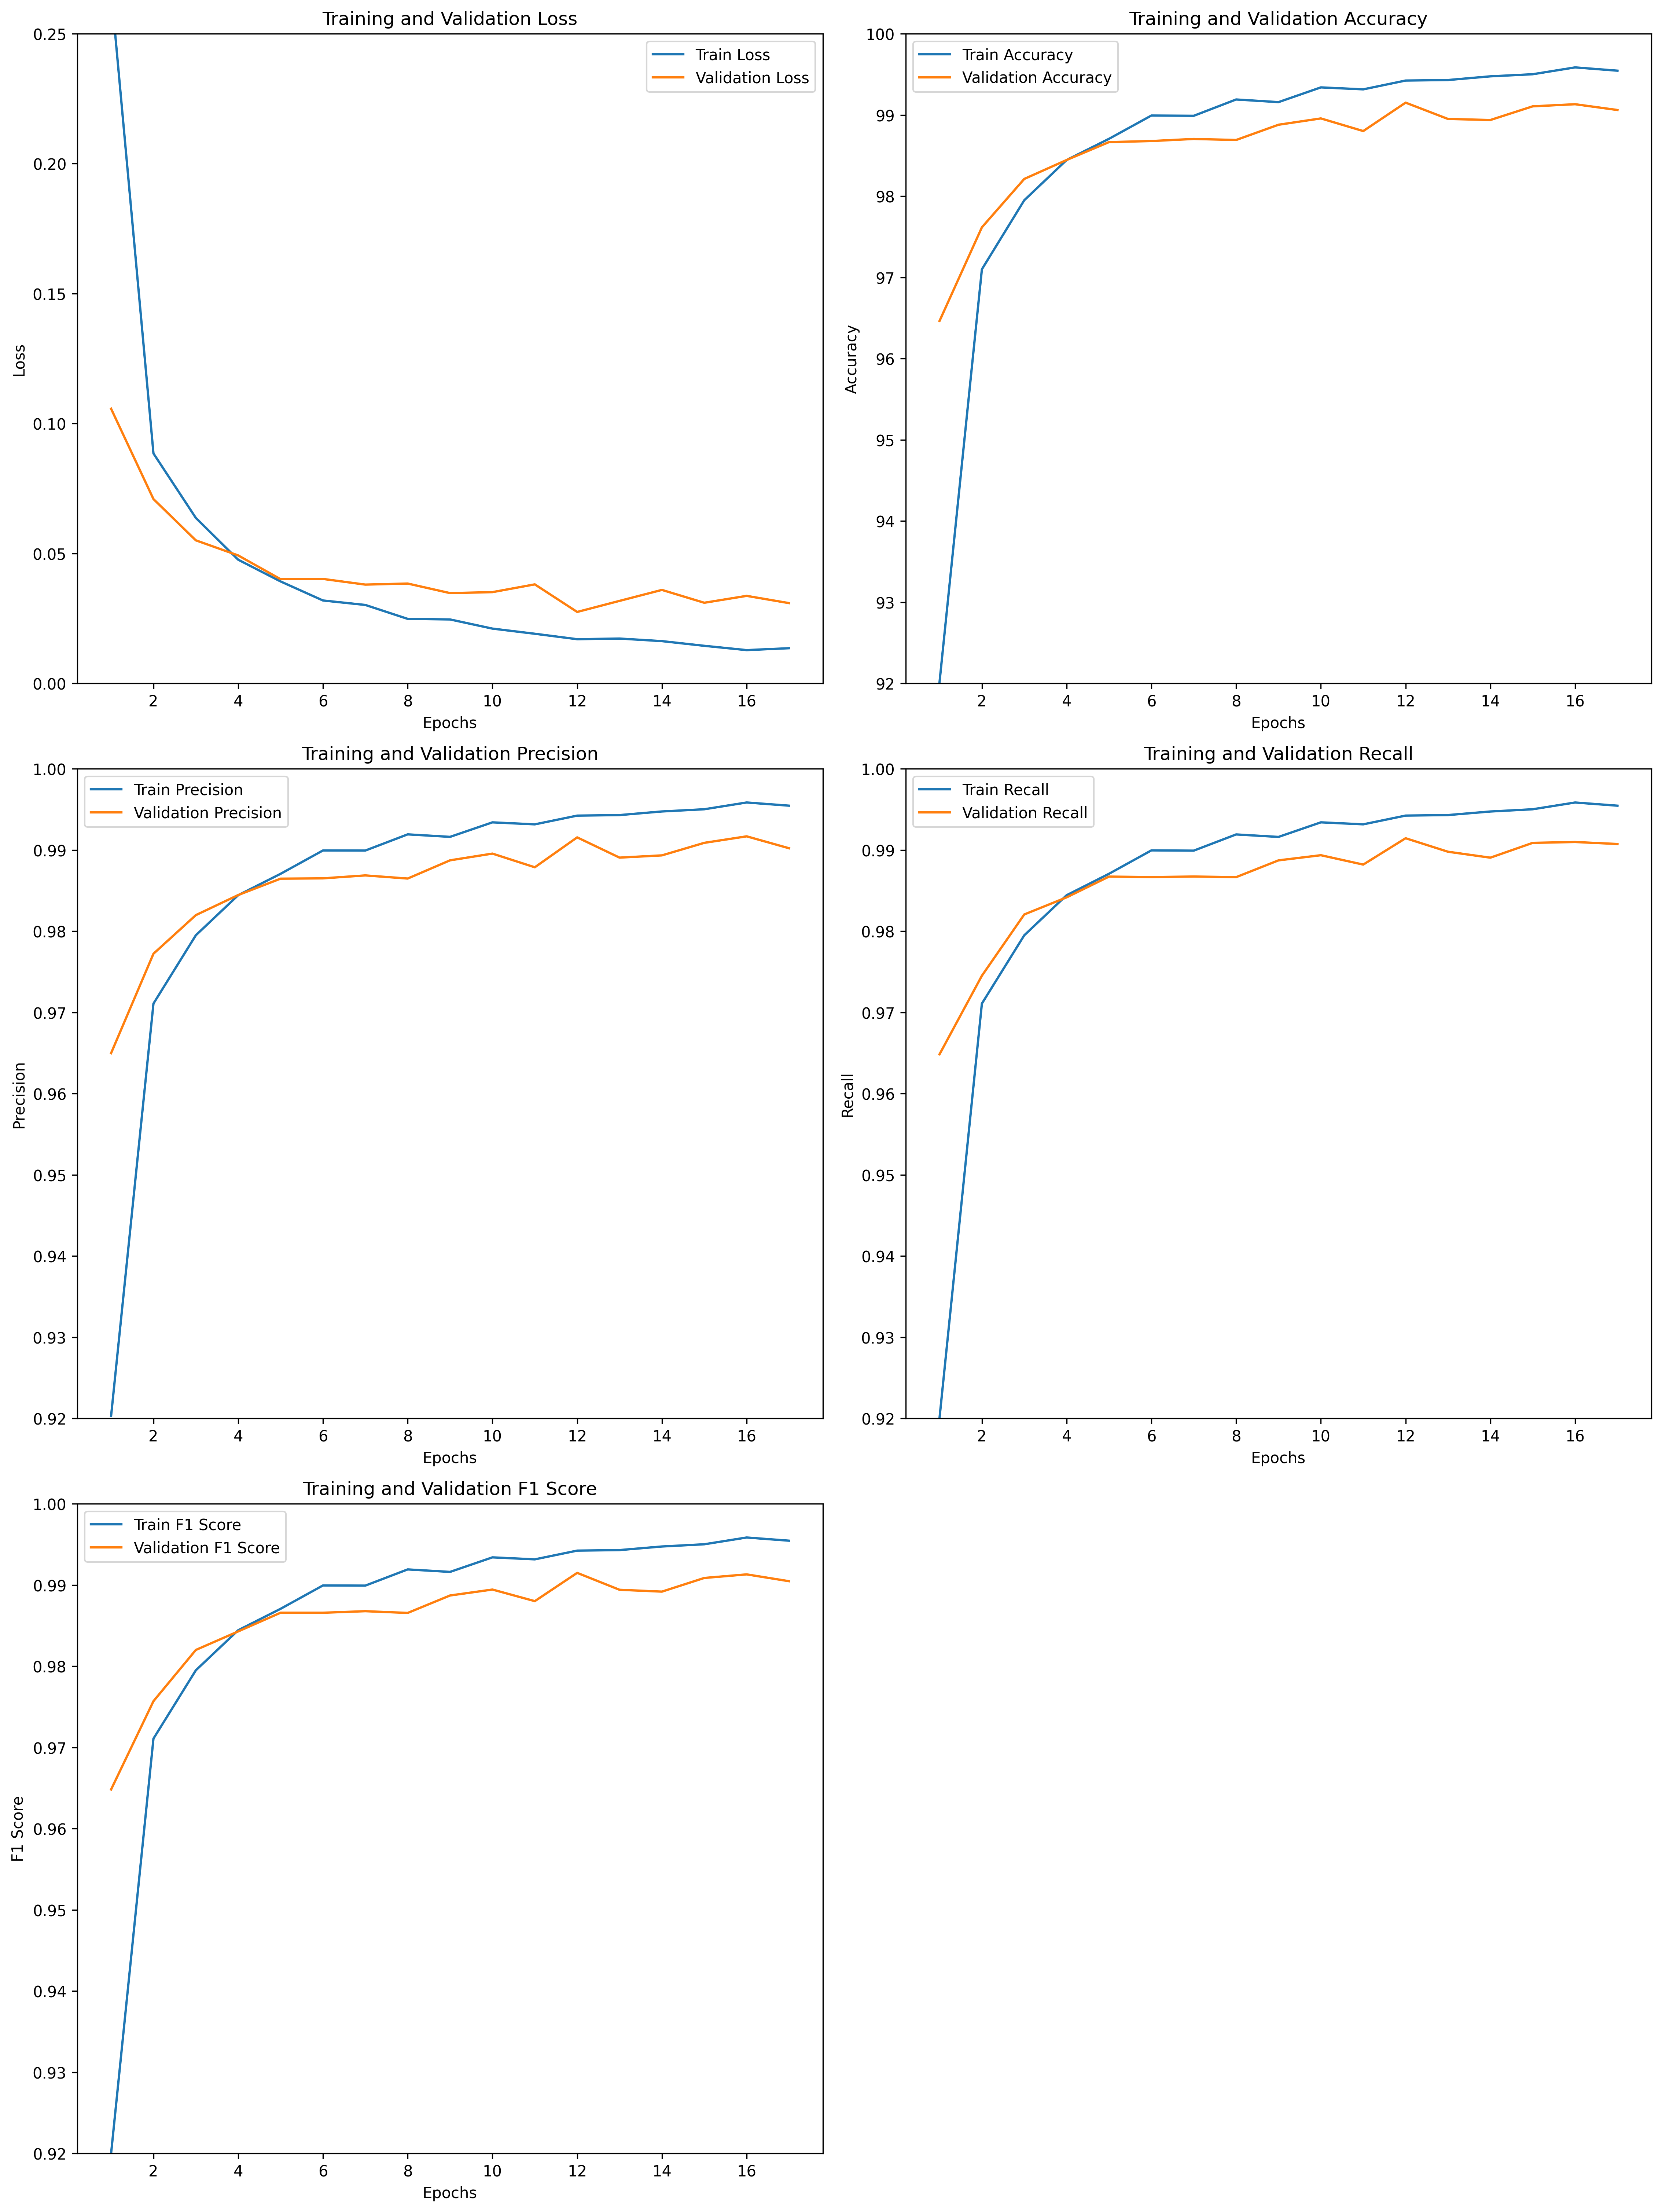 Training and Validation Loss
Train Loss
Validation Loss
0.25
0.20
0.15
0.10
0.05
0.00
Loss
2 4 6 8 10 12 14 16
Epochs
Training and Validation Accuracy
Train Accuracy
Validation Accuracy
100
99
98
97
96
95
94
93
92
Accuracy
2 4 6 8 10 12 14 16
Epochs
Training and Validation Precision
Train Precision
Validation Precision
1.00
0.99
0.98
0.97
0.96
0.95
0.94
0.93
0.92
Precision
2 4 6 8 10 12 14 16
Epochs
Training and Validation Recall
Train Recall
Validation Recall
1.00
0.99
0.98
0.97
0.96
0.95
0.94
0.93
0.92
Recall
2 4 6 8 10 12 14 16
Epochs
Training and Validation F1 Score
Train F1 Score
Validation F1 Score
1.00
0.99
0.98
0.97
0.96
0.95
0.94
0.93
0.92
F1 Score
2 4 6 8 10 12 14 16
Epochs